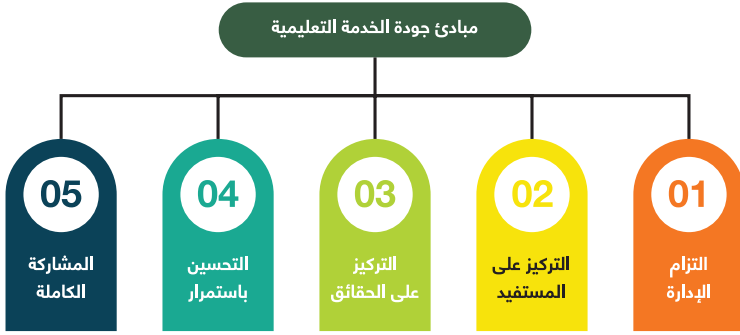 مبادئ جودة الخدمة التعليمية
01
التزام
الإدارة
02
التركيز على
المستفيد
03
التركيز
على الحقائق
04
التحسين
باستمرار
05
المشاركة
الكاملة